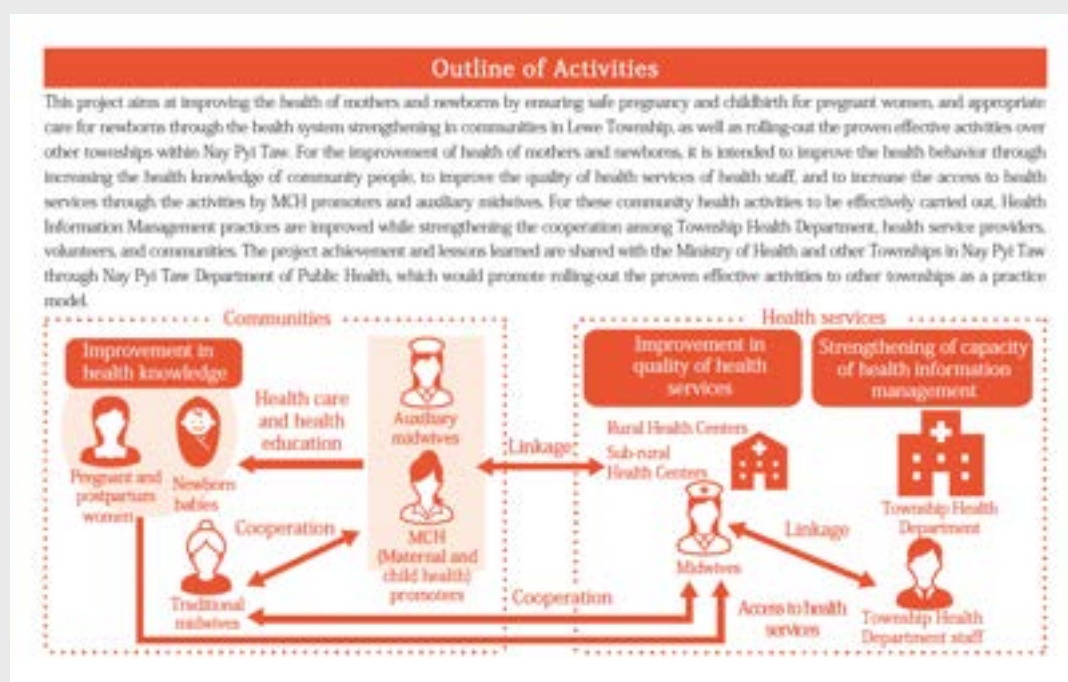 Outline of Activities
This project aims at improving the health of mothers and newborns by ensuring safe pregnancy and childbirth for pregnant women, and appropriate
care for newborns through the health system strengthening in communities in Lewe Township, as well as rolling-out the proven effective activities over
other townships within Nay Pyi Taw. For the improvement of health of mothers and newborns, it is intended to improve the health behavior through
increasing the health knowledge of community people, to improve the quality of health services of health staff, and to increase the access to health
services through the activities by MCH promoters and auxiliary midwives. For these community health activities to be effectively carried out, Health
Information Management practices are improved while strengthening the cooperation among Township Health Department, health service providers,
volunteers, and communities. The project achievement and lessons learned are shared with the Ministry of Health and other Townships in Nay Pyi Taw
through Nay Pyi Taw Department of Public Health, which would promote rolling-out the proven effective activities to other townships as a practice
model.
Communities
Improvement in
health knowledge
Pregnant and
postpartum
women
Newborn
babies
Health care
and health
education
Auxiliary
midwives
MCH
(Maternal and
child health)
promoters
Cooperation
Traditional
midwives
Linkage
Cooperation
Health services
Improvement in
quality of health
services
Strengthening of capacity
of health information
management
Rural Health Centers
Sub-rural
Health Centers
Midwives
Township Health
Department
Linkage
Access to health
services
Township Health
Department staff